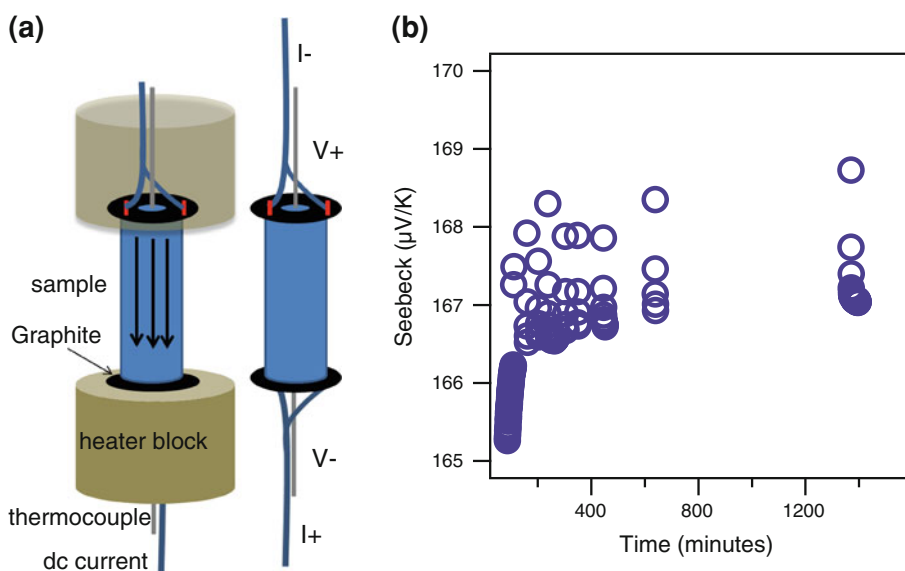 (a)
I-
V+
sample
Graphite
heater block
V-
thermocouple
I+
dc current
(b)
170
169
168
167
166
165
Seebeck (µV/K)
400
800
1200
Time (minutes)